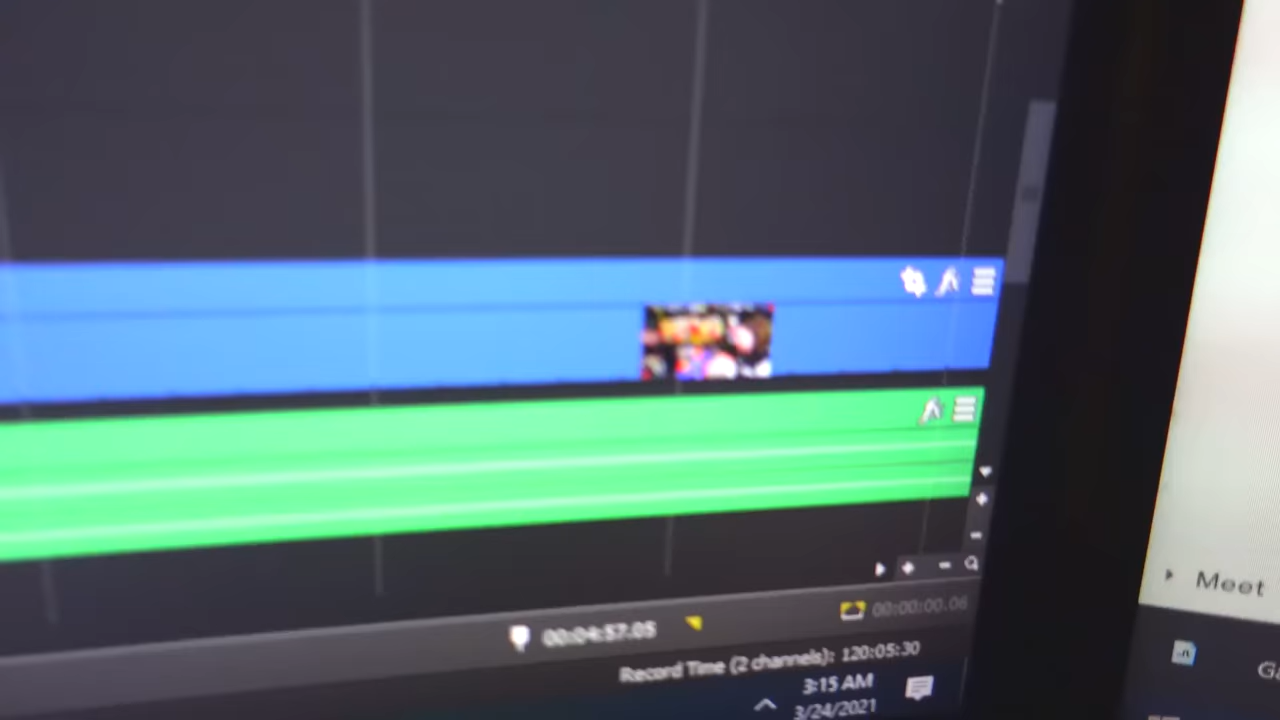 Meet
00:04:57.05
00:00:00.06
Record Time (2 channels): 120:05:30
3:15 AM
3/24/2021